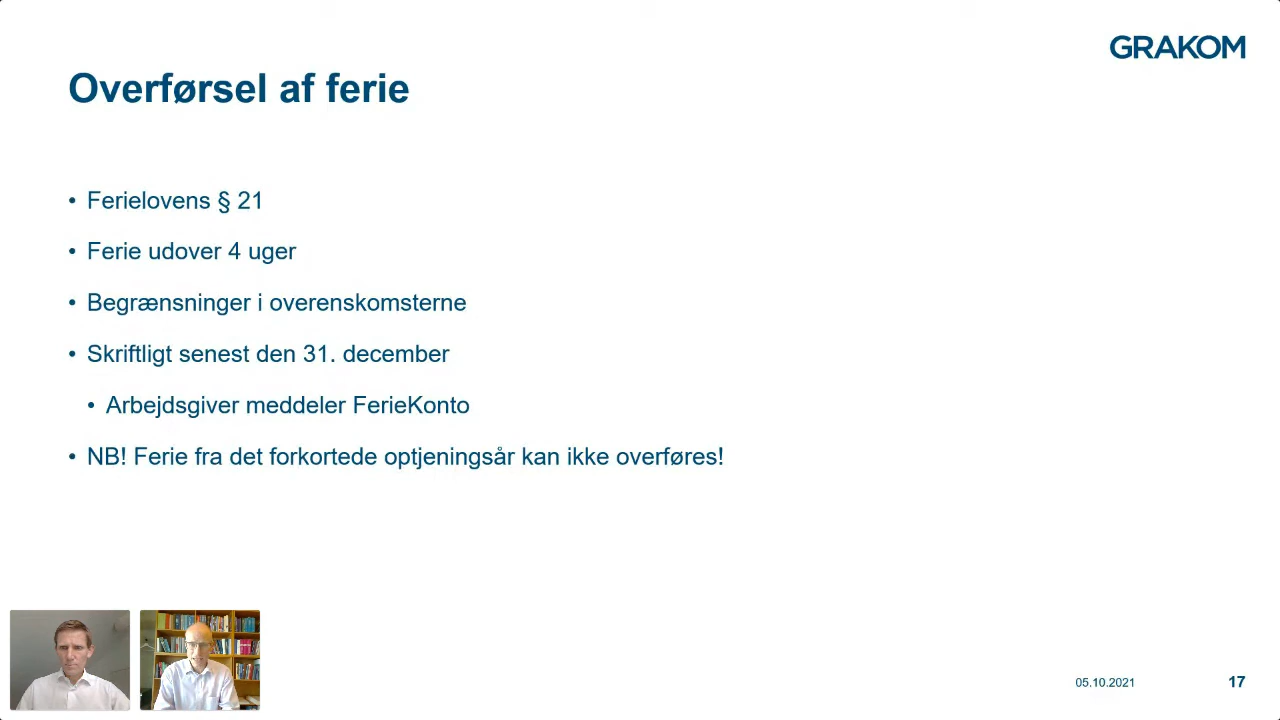 GRAKOM
Overførsel af ferie
• Ferielovens § 21
• Ferie udover 4 uger
• Begrænsninger i overenskomsterne
• Skriftligt senest den 31. december
• Arbejdsgiver meddeler FerieKonto
• NB! Ferie fra det forkortede optjeningsår kan ikke overføres!
05.10.2021
17